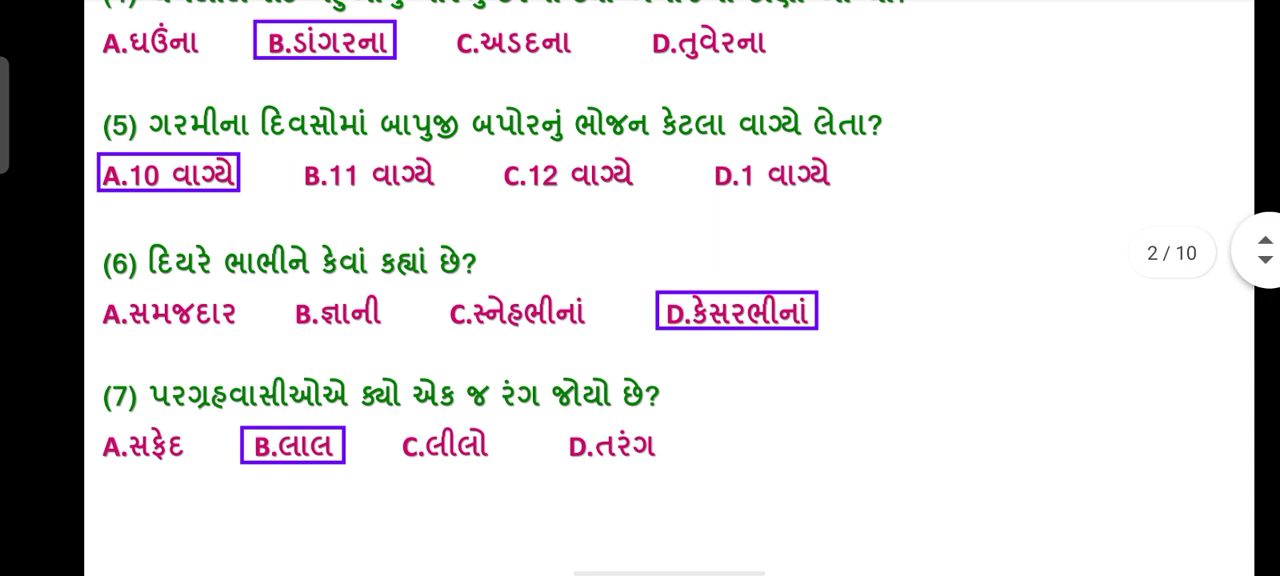 A.ઘઉંના B.ડાંગરના C.અડદના D.તુવેરના
(5) ગરમીના દિવસોમાં બાપુજી બપોરનું ભોજન કેટલા વાગ્યે લેતા?
A.10 વાગ્યે B.11 વાગ્યે C.12 વાગ્યે D.1 વાગ્યે
(6) દિયરે ભાભીને કેવાં કહ્યાં છે?
2 / 10
A.સમજદાર B.જ્ઞાની C.સ્નેહભીનાં D.કેસરભીનાં
(7) પરગ્રહવાસીઓએ ક્યો એક જ રંગ જોયો છે?
A.સફેદ B.લાલ C.લીલો D.તરંગ